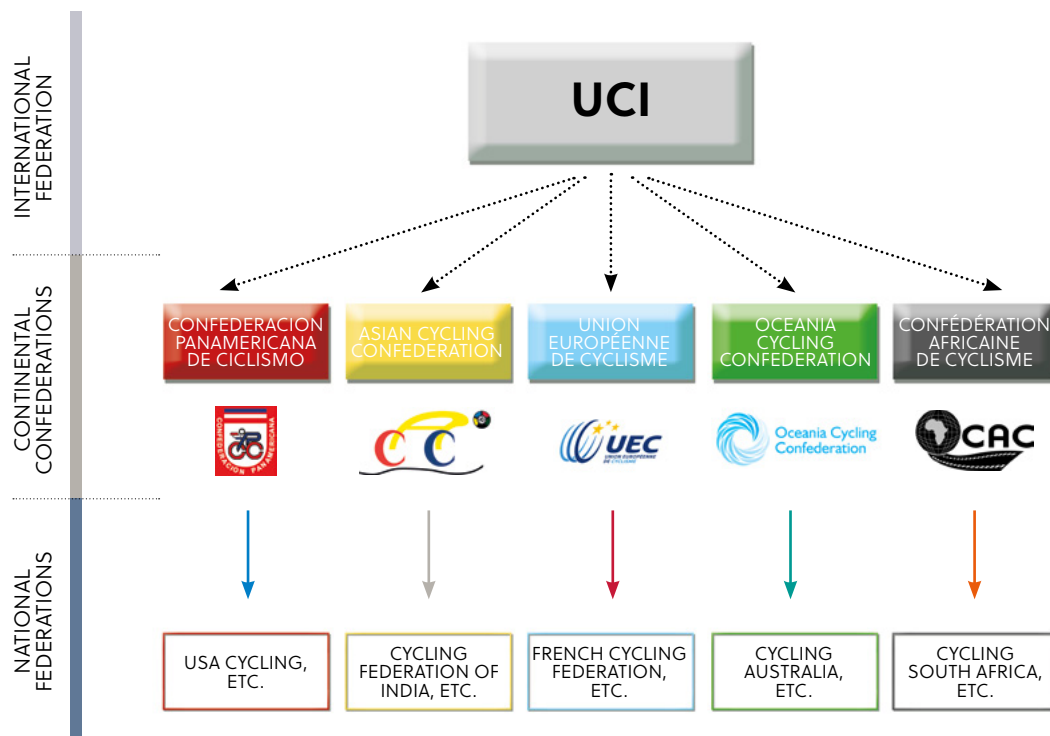 INTERNATIONAL
FEDERATION
UCI
CONTINENTAL
CONFEDERATIONS
CONFEDERACION
PANAMERICANA
DE CICLISMO
ASIAN CYCLING
CONFEDERATION
UNION
EUROPÉENNE
DE CYCLISME
OCEANIA
CYCLING
CONFEDERATION
CONFÉDÉRATION
AFRICAINE
DE CYCLISME
CONFEDERACION PANAMERICANA
UEC
UNION EUROPÉENNE
DE CYCLISME
Oceania Cycling
Confederation
CAC
NATIONAL
FEDERATIONS
USA CYCLING,
ETC.
CYCLING
FEDERATION OF
INDIA, ETC.
FRENCH CYCLING
FEDERATION,
ETC.
CYCLING
AUSTRALIA,
ETC.
CYCLING
SOUTH AFRICA,
ETC.